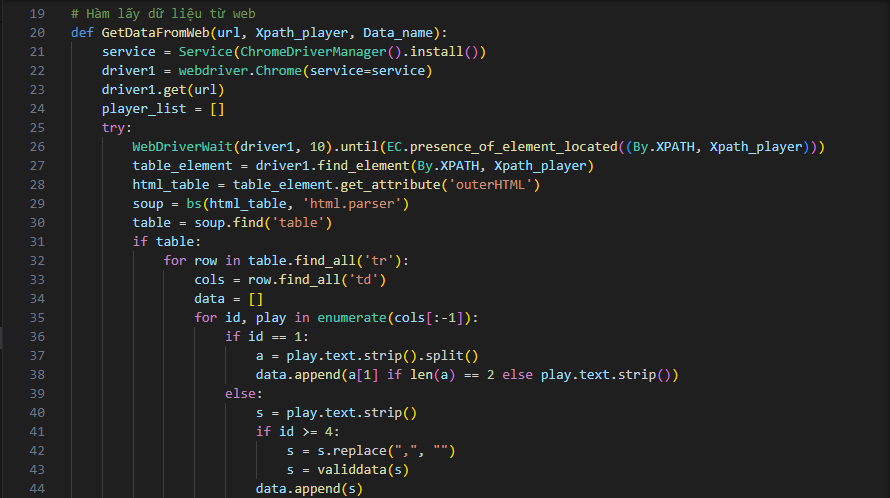 19 # Hàm lấy dữ liệu từ web
20 def GetDataFromWeb(url, Xpath_player, Data_name):
21     service = Service(ChromeDriverManager().install())
22     driver1 = webdriver.Chrome(service=service)
23     driver1.get(url)
24     player_list = []
25     try:
26         WebDriverWait(driver1, 10).until(EC.presence_of_element_located((By.XPATH, Xpath_player)))
27         table_element = driver1.find_element(By.XPATH, Xpath_player)
28         html_table = table_element.get_attribute('outerHTML')
29         soup = bs(html_table, 'html.parser')
30         table = soup.find('table')
31         if table:
32             for row in table.find_all('tr'):
33                 cols = row.find_all('td')
34                 data = []
35                 for id, play in enumerate(cols[:-1]):
36                     if id == 1:
37                         a = play.text.strip().split()
38                         data.append(a[1] if len(a) == 2 else play.text.strip())
39                     else:
40                         s = play.text.strip()
41                         if id >= 4:
42                             s = s.replace(",", "")
43                             s = validdata(s)
44                         data.append(s)